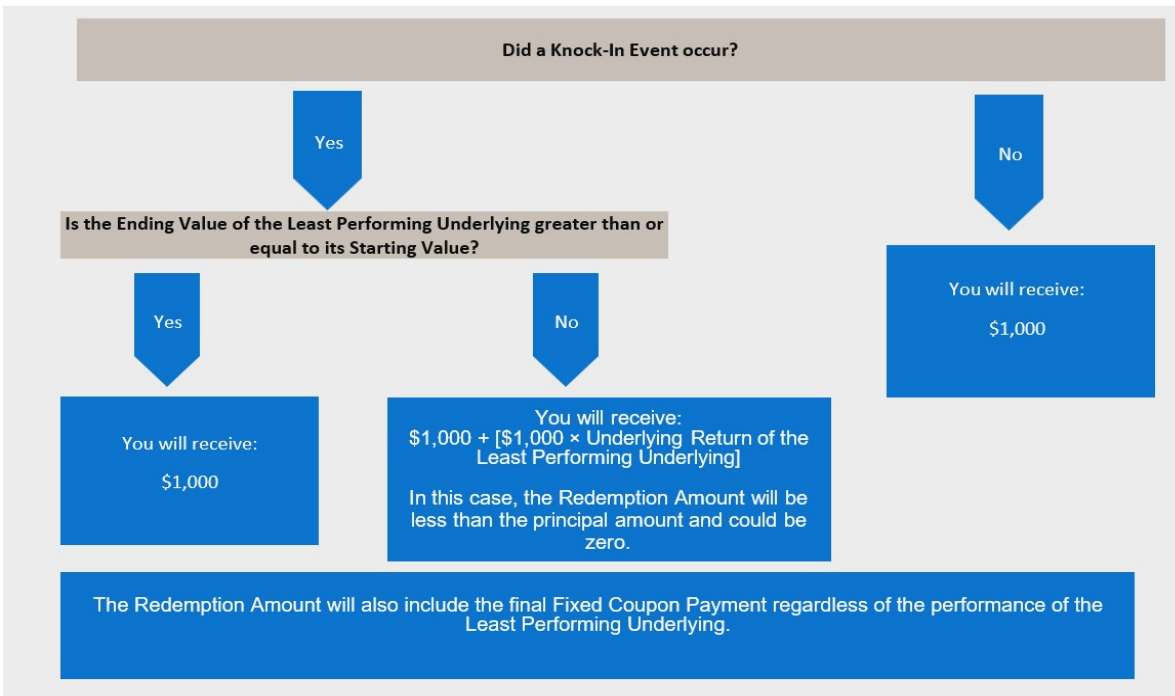 Did a Knock-In Event occur?
Yes
No
Is the Ending Value of the Least Performing Underlying greater than or
equal to its Starting Value?
Yes
No
You will receive:
$1,000
You will receive:
$1,000
You will receive:
$1,000 + [$1,000 × Underlying Return of the
Least Performing Underlying]
In this case, the Redemption Amount will be
less than the principal amount and could be
zero.
The Redemption Amount will also include the final Fixed Coupon Payment regardless of the performance of the
Least Performing Underlying.